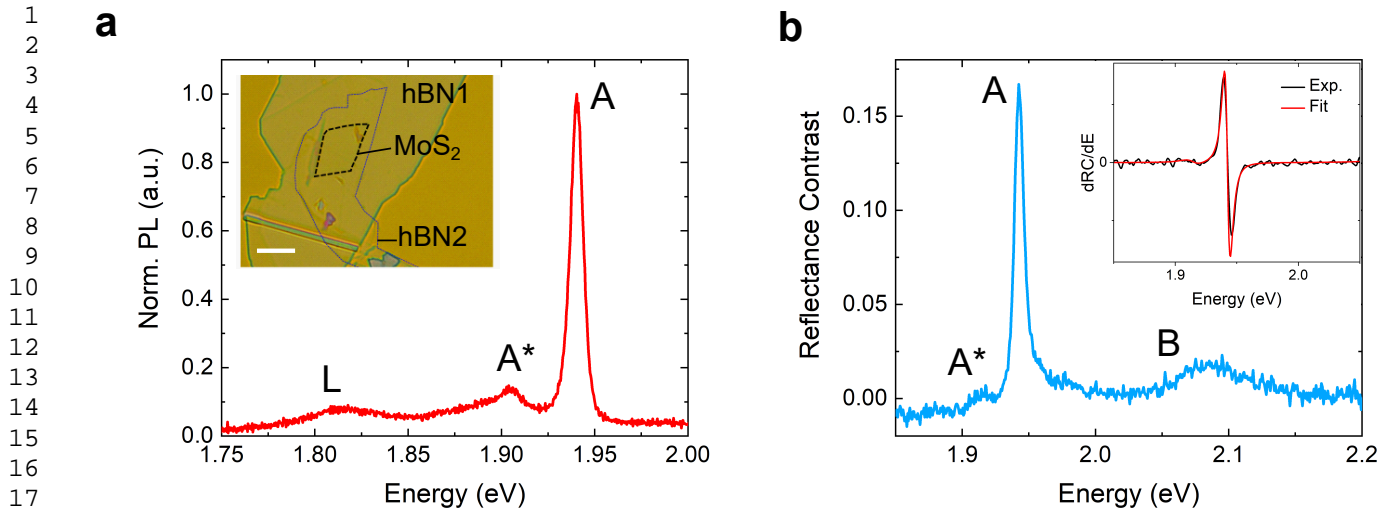 1
2
3
4
5
6
7
8
9
10
11
12
13
14
15
16
17
a
Norm. PL (a.u.)
1.0
0.8
0.6
0.4
0.2
0.0
hBN1
MoS₂
hBN2
A
A*
L
1.75 1.80 1.85 1.90 1.95 2.00
Energy (eV)
b
Reflectance Contrast
0.15
0.10
0.05
0.00
A
A*
B
Exp.
Fit
dRC/dE
0
1.9 2.0
Energy (eV)
1.9 2.0 2.1 2.2
Energy (eV)